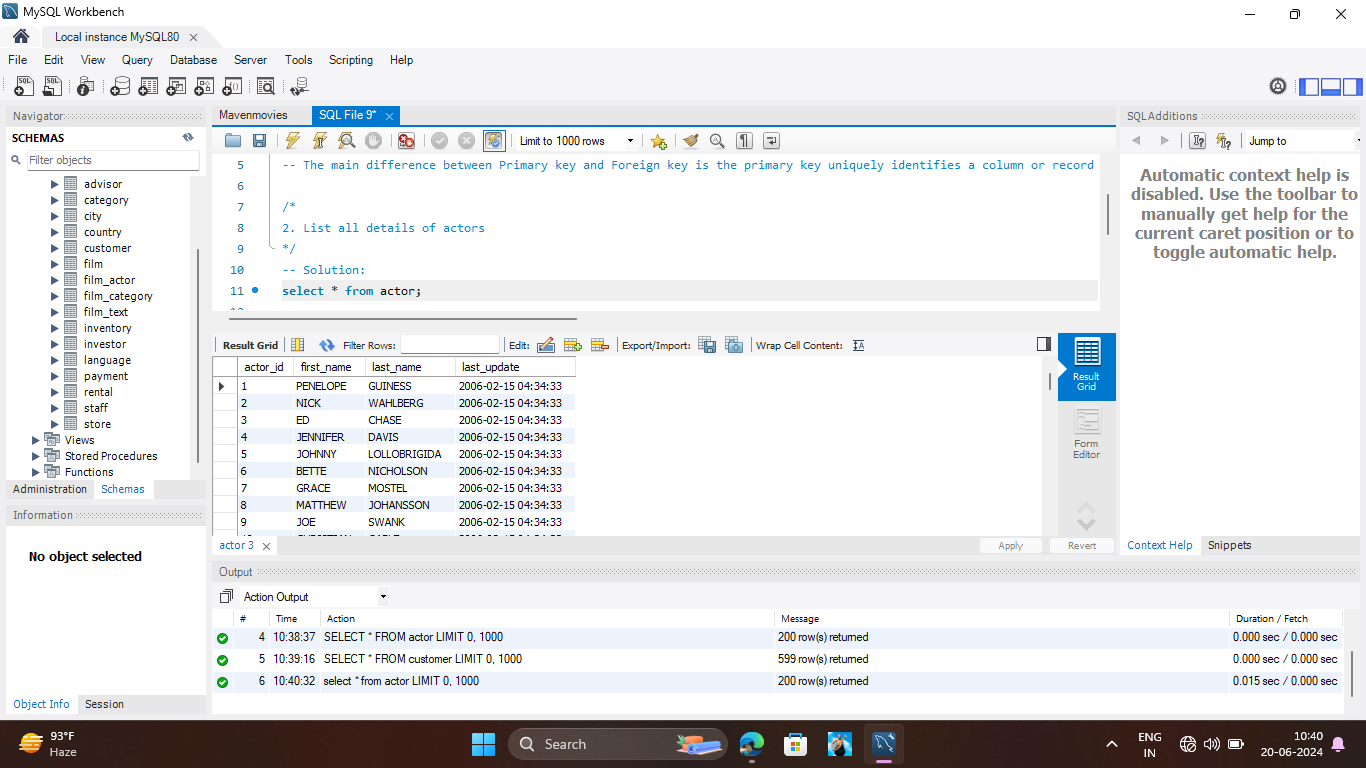 MySQL Workbench
Local instance MySQL80
File Edit View Query Database Server Tools Scripting Help
Navigator
SCHEMAS
Filter objects
advisor
category
city
country
customer
film
film_actor
film_category
film_text
inventory
investor
language
payment
rental
staff
store
Views
Stored Procedures
Functions
Administration Schemas
Information
No object selected
Object Info Session
Mavenmovies SQL File 9*
Limit to 1000 rows
5 -- The main difference between Primary key and Foreign key is the primary key uniquely identifies a column or record
6
7 /*
8 2. List all details of actors
9 */
10 -- Solution:
11 select * from actor;
Result Grid Filter Rows: Edit: Export/Import: Wrap Cell Content:
actor_id first_name last_name last_update
1 PENELOPE GUINESS 2006-02-15 04:34:33
2 NICK WAHLBERG 2006-02-15 04:34:33
3 ED CHASE 2006-02-15 04:34:33
4 JENNIFER DAVIS 2006-02-15 04:34:33
5 JOHNNY LOLLOBRIGIDA 2006-02-15 04:34:33
6 BETTE NICHOLSON 2006-02-15 04:34:33
7 GRACE MOSTEL 2006-02-15 04:34:33
8 MATTHEW JOHANSSON 2006-02-15 04:34:33
9 JOE SWANK 2006-02-15 04:34:33
Result
Grid
Form
Editor
actor 3
Apply Revert
SQLAdditions
Jump to
Automatic context help is
disabled. Use the toolbar to
manually get help for the
current caret position or to
toggle automatic help.
Context Help Snippets
Output
Action Output
# Time Action Message Duration / Fetch
4 10:38:37 SELECT * FROM actor LIMIT 0, 1000 200 row(s) returned 0.000 sec / 0.000 sec
5 10:39:16 SELECT * FROM customer LIMIT 0, 1000 599 row(s) returned 0.000 sec / 0.000 sec
6 10:40:32 select * from actor LIMIT 0, 1000 200 row(s) returned 0.015 sec / 0.000 sec
93°F
Haze
Search
ENG
IN
10:40
20-06-2024